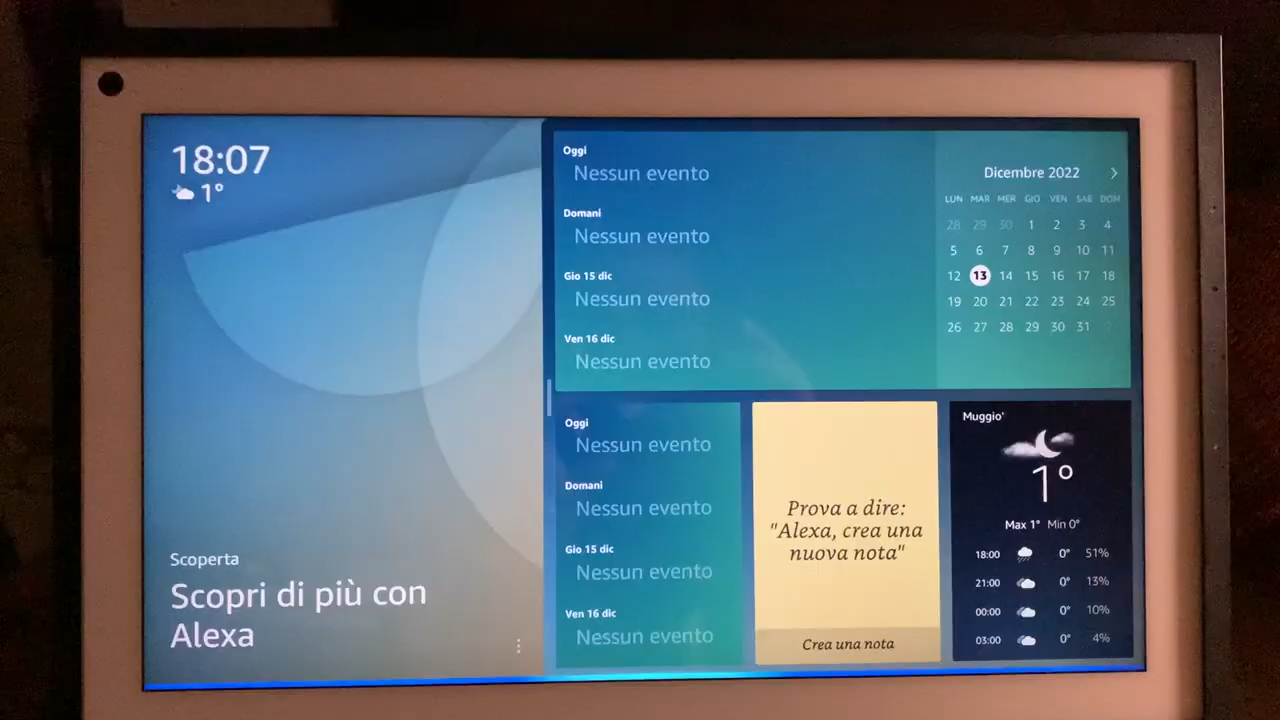 18:07
1°
Scoperta
Scopri di più con
Alexa
Oggi
Nessun evento
Domani
Nessun evento
Gio 15 dic
Nessun evento
Ven 16 dic
Nessun evento
Dicembre 2022
LUN MAR MER GIO VEN SAB DOM
28 29 30 1 2 3 4
5 6 7 8 9 10 11
12 13 14 15 16 17 18
19 20 21 22 23 24 25
26 27 28 29 30 31
Oggi
Nessun evento
Domani
Nessun evento
Gio 15 dic
Nessun evento
Ven 16 dic
Nessun evento
Prova a dire:
"Alexa, crea una
nuova nota"
Crea una nota
Muggio'
1°
Max 1° Min 0°
18:00 0° 51%
21:00 0° 13%
00:00 0° 10%
03:00 0° 4%